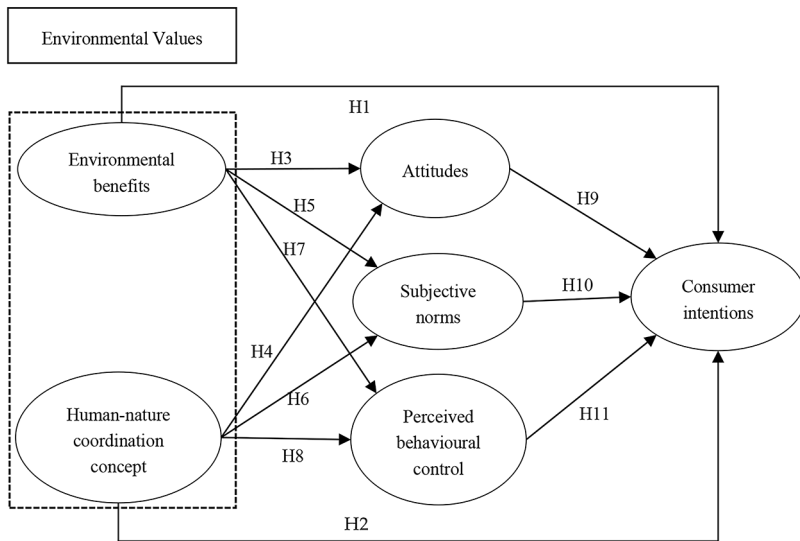 Environmental Values
H1
Environmental
benefits
H3
Attitudes
H5
H9
H7
Subjective
norms
H10
Consumer
intentions
H4
H6
Human-nature
coordination
concept
H8
Perceived
behavioural
control
H11
H2